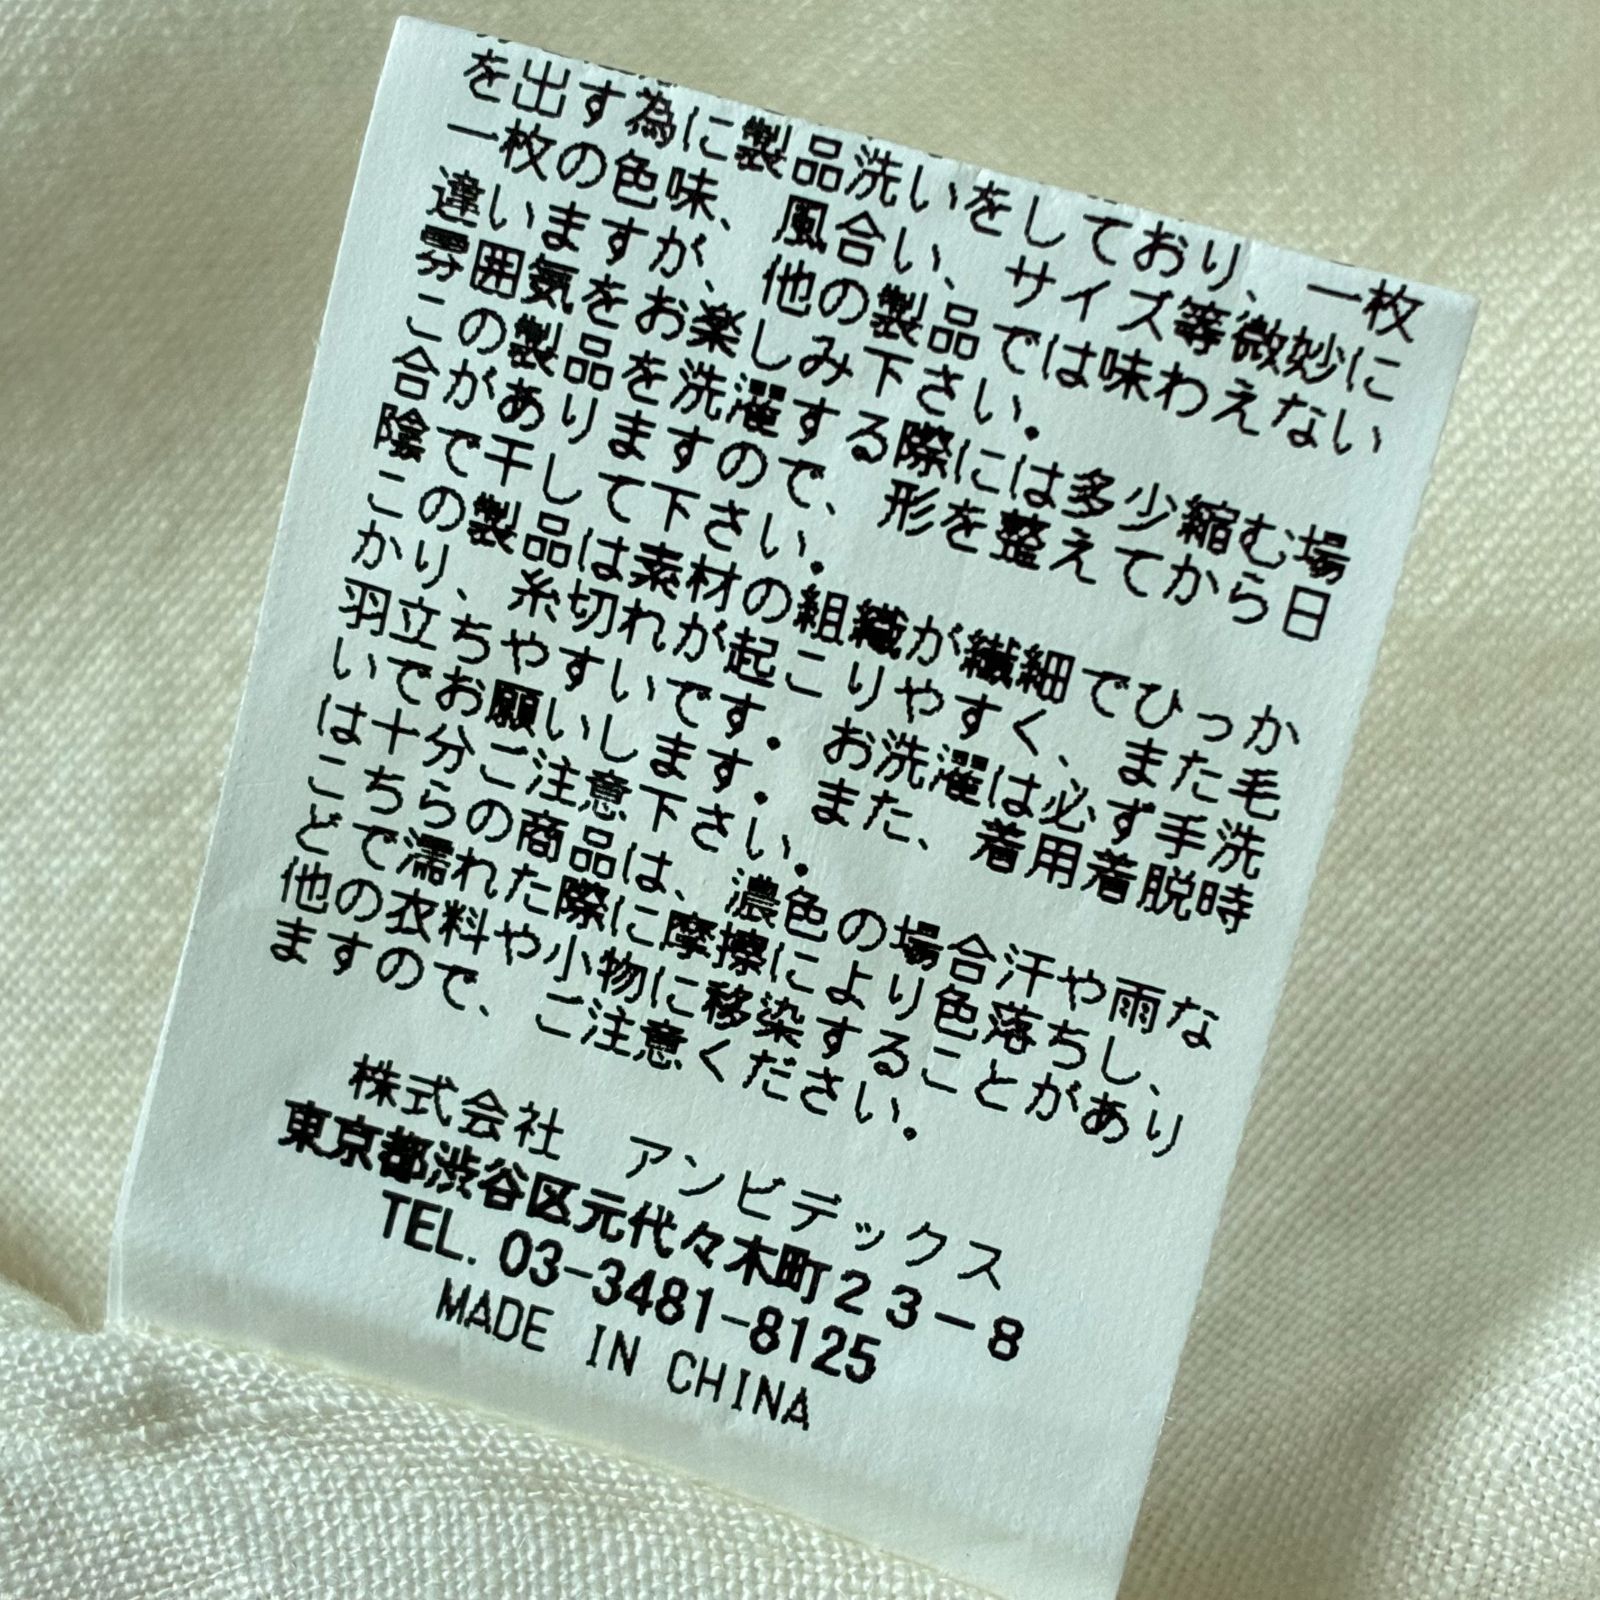 を出す為に製品洗いをしており、一枚
一枚の色味、風合い、サイズ等微妙に
違いますが、他の製品では味わえない
雰囲気をお楽しみ下さい。
この製品を洗濯する際には多少縮む場
合がありますので、形を整えてから日
陰で干して下さい。
この製品は素材の組織が繊細でひっか
かり、糸切れが起こりやすく、また毛
羽立ちやすいです。お洗濯は必ず手洗
いでお願いします。また、着用着脱時
は十分ご注意下さい。
こちらの商品は、濃色の場合汗や雨な
どで濡れた際に摩擦により色落ちし、
他の衣料や小物に移染することがあり
ますので、ご注意ください。
株式会社 アンビデックス
東京都渋谷区元代々木町23-8
TEL. 03-3481-8125
MADE IN CHINA